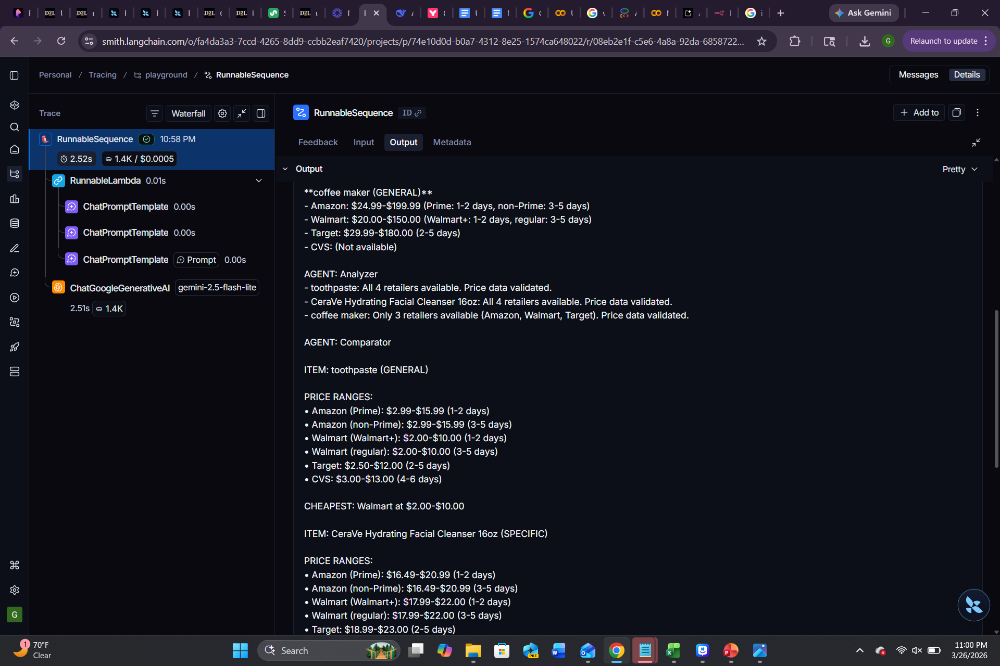 D2L
D2L
D2L
D2L
D2L
Ask Gemini
smith.langchain.com/o/fa4da3a3-7ccd-4265-8dd9-ccbb2eaf7420/projects/p/74e10d0d-b0a7-4312-8e25-1574ca648022/r/08eb2e1f-c5e6-4a8a-92da-6858722...
G
Relaunch to update
Personal / Tracing / playground / RunnableSequence
Messages
Details
Trace
Waterfall
RunnableSequence 10:58 PM
2.52s 1.4K / $0.0005
RunnableLambda 0.01s
ChatPromptTemplate 0.00s
ChatPromptTemplate 0.00s
ChatPromptTemplate Prompt 0.00s
ChatGoogleGenerativeAI gemini-2.5-flash-lite
2.51s 1.4K
RunnableSequence ID
+ Add to
Feedback Input Output Metadata
Output
Pretty
**coffee maker (GENERAL)**
- Amazon: $24.99-$199.99 (Prime: 1-2 days, non-Prime: 3-5 days)
- Walmart: $20.00-$150.00 (Walmart+: 1-2 days, regular: 3-5 days)
- Target: $29.99-$180.00 (2-5 days)
- CVS: (Not available)
AGENT: Analyzer
- toothpaste: All 4 retailers available. Price data validated.
- CeraVe Hydrating Facial Cleanser 16oz: All 4 retailers available. Price data validated.
- coffee maker: Only 3 retailers available (Amazon, Walmart, Target). Price data validated.
AGENT: Comparator
ITEM: toothpaste (GENERAL)
PRICE RANGES:
• Amazon (Prime): $2.99-$15.99 (1-2 days)
• Amazon (non-Prime): $2.99-$15.99 (3-5 days)
• Walmart (Walmart+): $2.00-$10.00 (1-2 days)
• Walmart (regular): $2.00-$10.00 (3-5 days)
• Target: $2.50-$12.00 (2-5 days)
• CVS: $3.00-$13.00 (4-6 days)
CHEAPEST: Walmart at $2.00-$10.00
ITEM: CeraVe Hydrating Facial Cleanser 16oz (SPECIFIC)
PRICE RANGES:
• Amazon (Prime): $16.49-$20.99 (1-2 days)
• Amazon (non-Prime): $16.49-$20.99 (3-5 days)
• Walmart (Walmart+): $17.99-$22.00 (1-2 days)
• Walmart (regular): $17.99-$22.00 (3-5 days)
• Target: $18.99-$23.00 (2-5 days)
G
1
70°F
Clear
Search
PRE
11:00 PM
3/26/2026